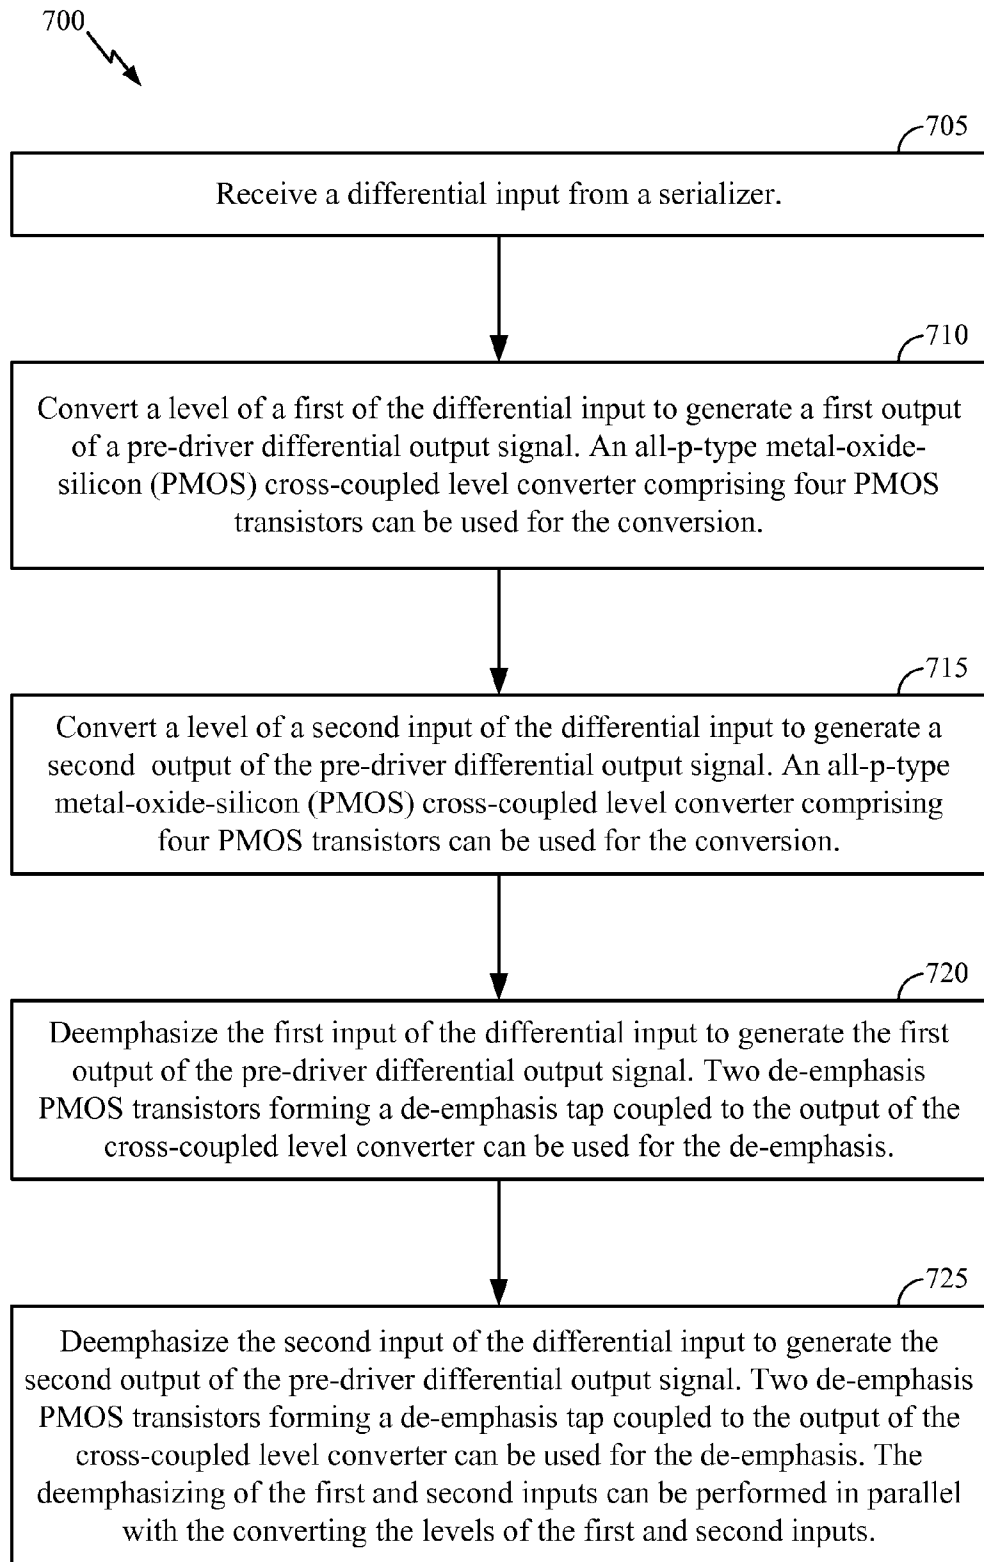 700
705
Receive a differential input from a serializer.
710
Convert a level of a first of the differential input to generate a first output
of a pre-driver differential output signal. An all-p-type metal-oxide-
silicon (PMOS) cross-coupled level converter comprising four PMOS
transistors can be used for the conversion.
715
Convert a level of a second input of the differential input to generate a
second output of the pre-driver differential output signal. An all-p-type
metal-oxide-silicon (PMOS) cross-coupled level converter comprising
four PMOS transistors can be used for the conversion.
720
Deemphasize the first input of the differential input to generate the first
output of the pre-driver differential output signal. Two de-emphasis
PMOS transistors forming a de-emphasis tap coupled to the output of the
cross-coupled level converter can be used for the de-emphasis.
725
Deemphasize the second input of the differential input to generate the
second output of the pre-driver differential output signal. Two de-emphasis
PMOS transistors forming a de-emphasis tap coupled to the output of the
cross-coupled level converter can be used for the de-emphasis. The
deemphasizing of the first and second inputs can be performed in parallel
with the converting the levels of the first and second inputs.